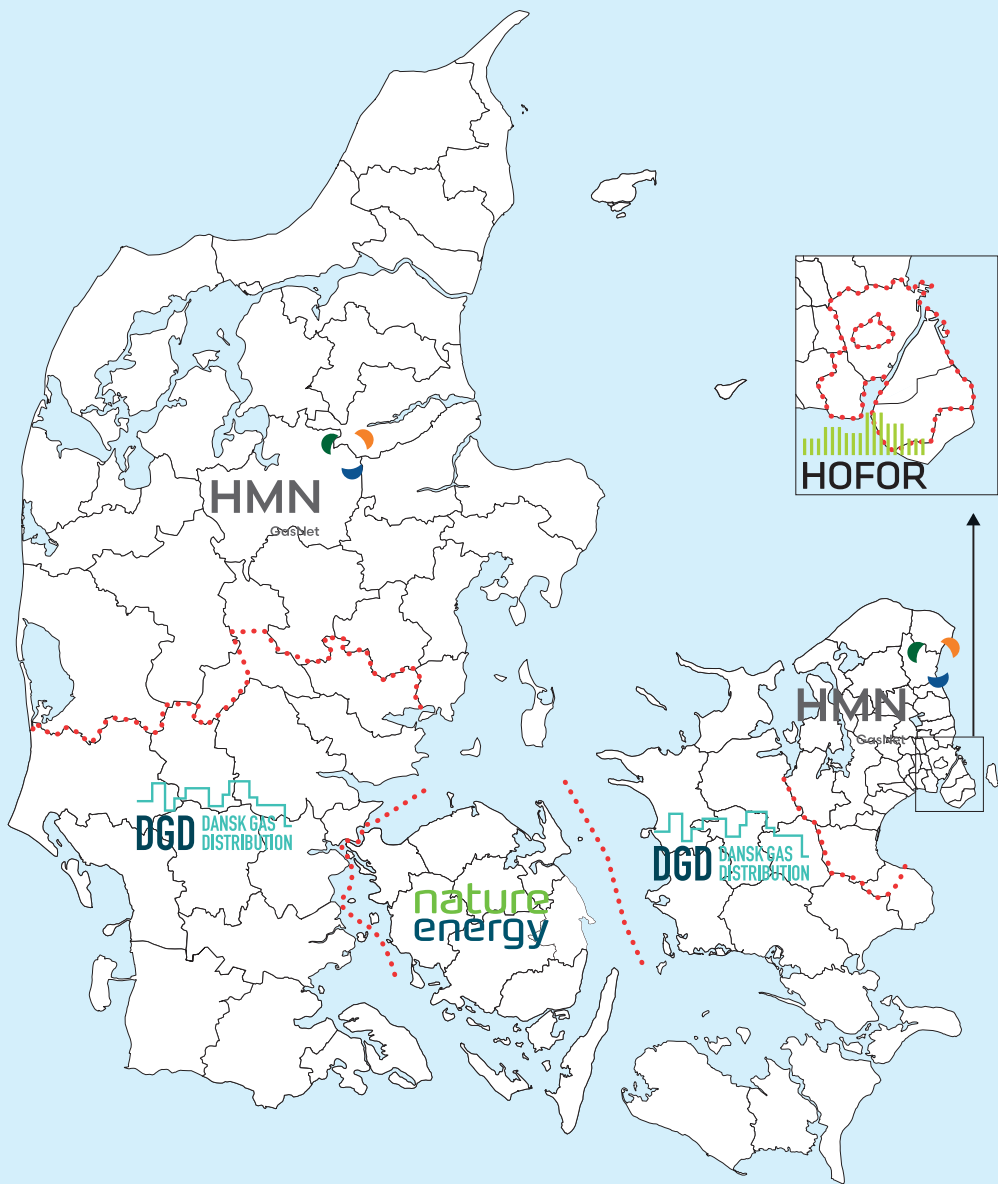 HMN
GasNet
HOFOR
HMN
GasNet
DGD DANSK GAS
DISTRIBUTION
DGD DANSK GAS
DISTRIBUTION
nature
energy